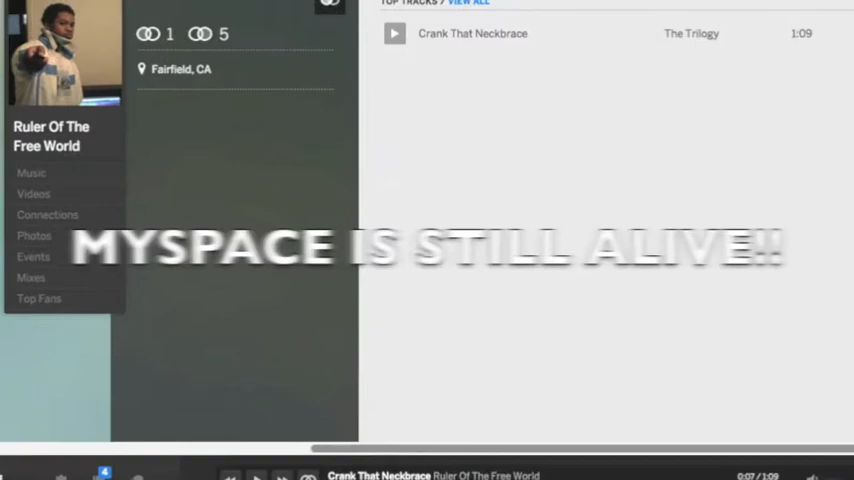 TOP TRACKS / VIEW ALL
1 5
Crank That Neckbrace The Trilogy 1:09
Fairfield, CA
Ruler Of The
Free World
Music
Videos
Connections
Photos
Events
Mixes
Top Fans
MYSPACE IS STILL ALIVE!!
4
Crank That Neckbrace Ruler Of The Free World 0:07/1:09